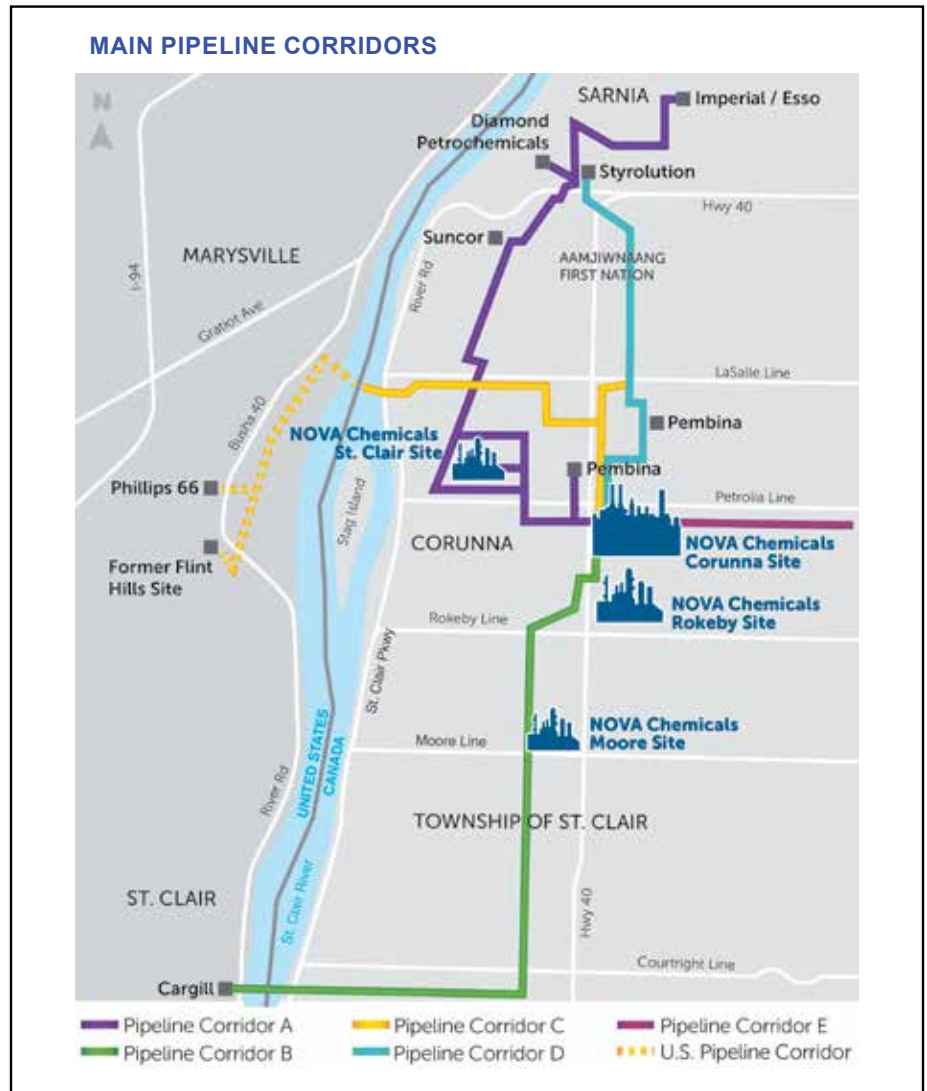 MAIN PIPELINE CORRIDORS
N
SARNIA
Imperial / Esso
Diamond
Petrochemicals
Styrolution
Hwy 40
Suncor
MARYSVILLE
AAMJIWNAANG
FIRST NATION
I-94
River Rd
Gratiot Ave
LaSalle Line
Busha 40
Pembina
NOVA Chemicals
St. Clair Site
Pembina
Phillips 66
Petrolia Line
Stag Island
CORUNNA
NOVA Chemicals
Corunna Site
Former Flint
Hills Site
NOVA Chemicals
Rokeby Site
Rokeby Line
St. Clair Pkwy
NOVA Chemicals
Moore Site
Moore Line
UNITED STATES
CANADA
River Rd
TOWNSHIP OF ST. CLAIR
ST. CLAIR
St. Clair River
Hwy 40
Courtright Line
Cargill
Pipeline Corridor A
Pipeline Corridor C
Pipeline Corridor E
Pipeline Corridor B
Pipeline Corridor D
U.S. Pipeline Corridor